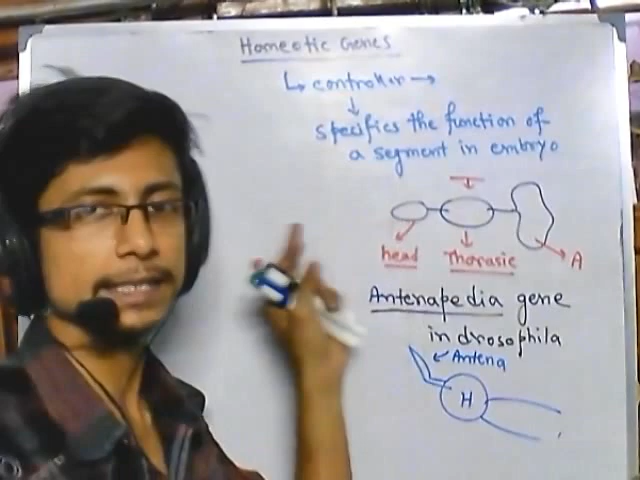 Homeotic Genes
↳ controller →
↓
specifies the function of
a segment in embryo
head
Thorasic
A
Antenapedia gene
in drosophila
Antena
H